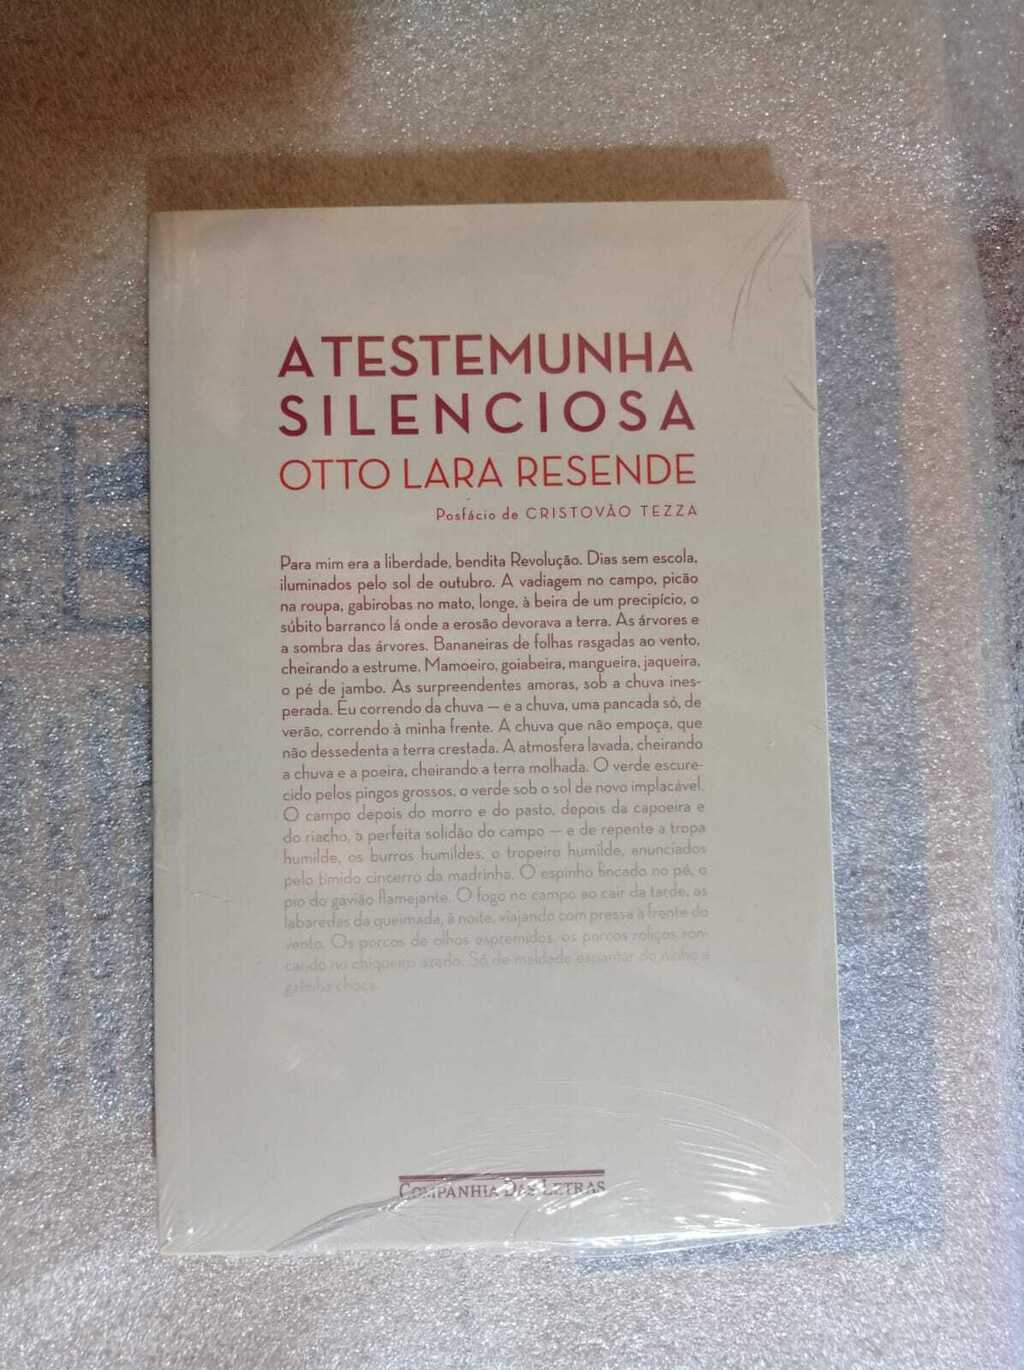 A TESTEMUNHA
SILENCIOSA
OTTO LARA RESENDE
Posfácio de CRISTOVÃO TEZZA
Para mim era a liberdade, bendita Revolução. Dias sem escola,
iluminados pelo sol de outubro. A vadiagem no campo, picão
na roupa, gabirobas no mato, longe, à beira de um precipício, o
súbito barranco lá onde a erosão devorava a terra. As árvores e
a sombra das árvores. Bananeiras de folhas rasgadas ao vento,
cheirando a estrume. Mamoeiro, goiabeira, mangueira, jaqueira,
o pé de jambo. As surpreendentes amoras, sob a chuva ines-
perada. Eu correndo da chuva — e a chuva, uma pancada só, de
verão, correndo à minha frente. A chuva que não empoça, que
não dessedenta a terra crestada. A atmosfera lavada, cheirando
a chuva e a poeira, cheirando a terra molhada. O verde escure-
cido pelos pingos grossos, o verde sob o sol de novo implacável.
O campo depois do morro e do pasto, depois da capoeira e
do riacho, a perfeita solidão do campo — e de repente a tropa
humilde, os burros humildes, o tropeiro humilde, anunciados
pelo tímido cincerro da madrinha. O espinho fincado no pé, o
pio do gavião flamejante. O fogo no campo ao cair da tarde, as
labaredas da queimada, à noite, viajando com pressa à frente do
vento. Os porcos de olhos espremidos, os porcos roliços ron-
cando no chiqueiro azedo. Só de maldade espantar do ninho a
galinha choca.
COMPANHIA DAS LETRAS